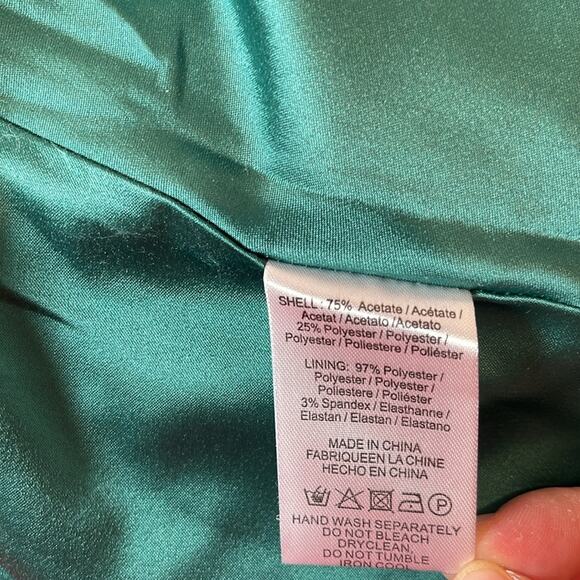 SHELL : 75% Acetate / Acétate /
Acetat / Acetato /Acetato
25% Polyester / Polyester /
Polyester / Poliestere / Poliéster
LINING: 97% Polyester /
Polyester / Polyester /
Poliestere / Poliéster
3% Spandex / Elasthanne /
Elastan / Elastan / Elastano
MADE IN CHINA
FABRIQUEEN LA CHINE
HECHO EN CHINA
P
HAND WASH SEPARATELY
DO NOT BLEACH
DRYCLEAN,
DO NOT TUMBLE
IRON COOL